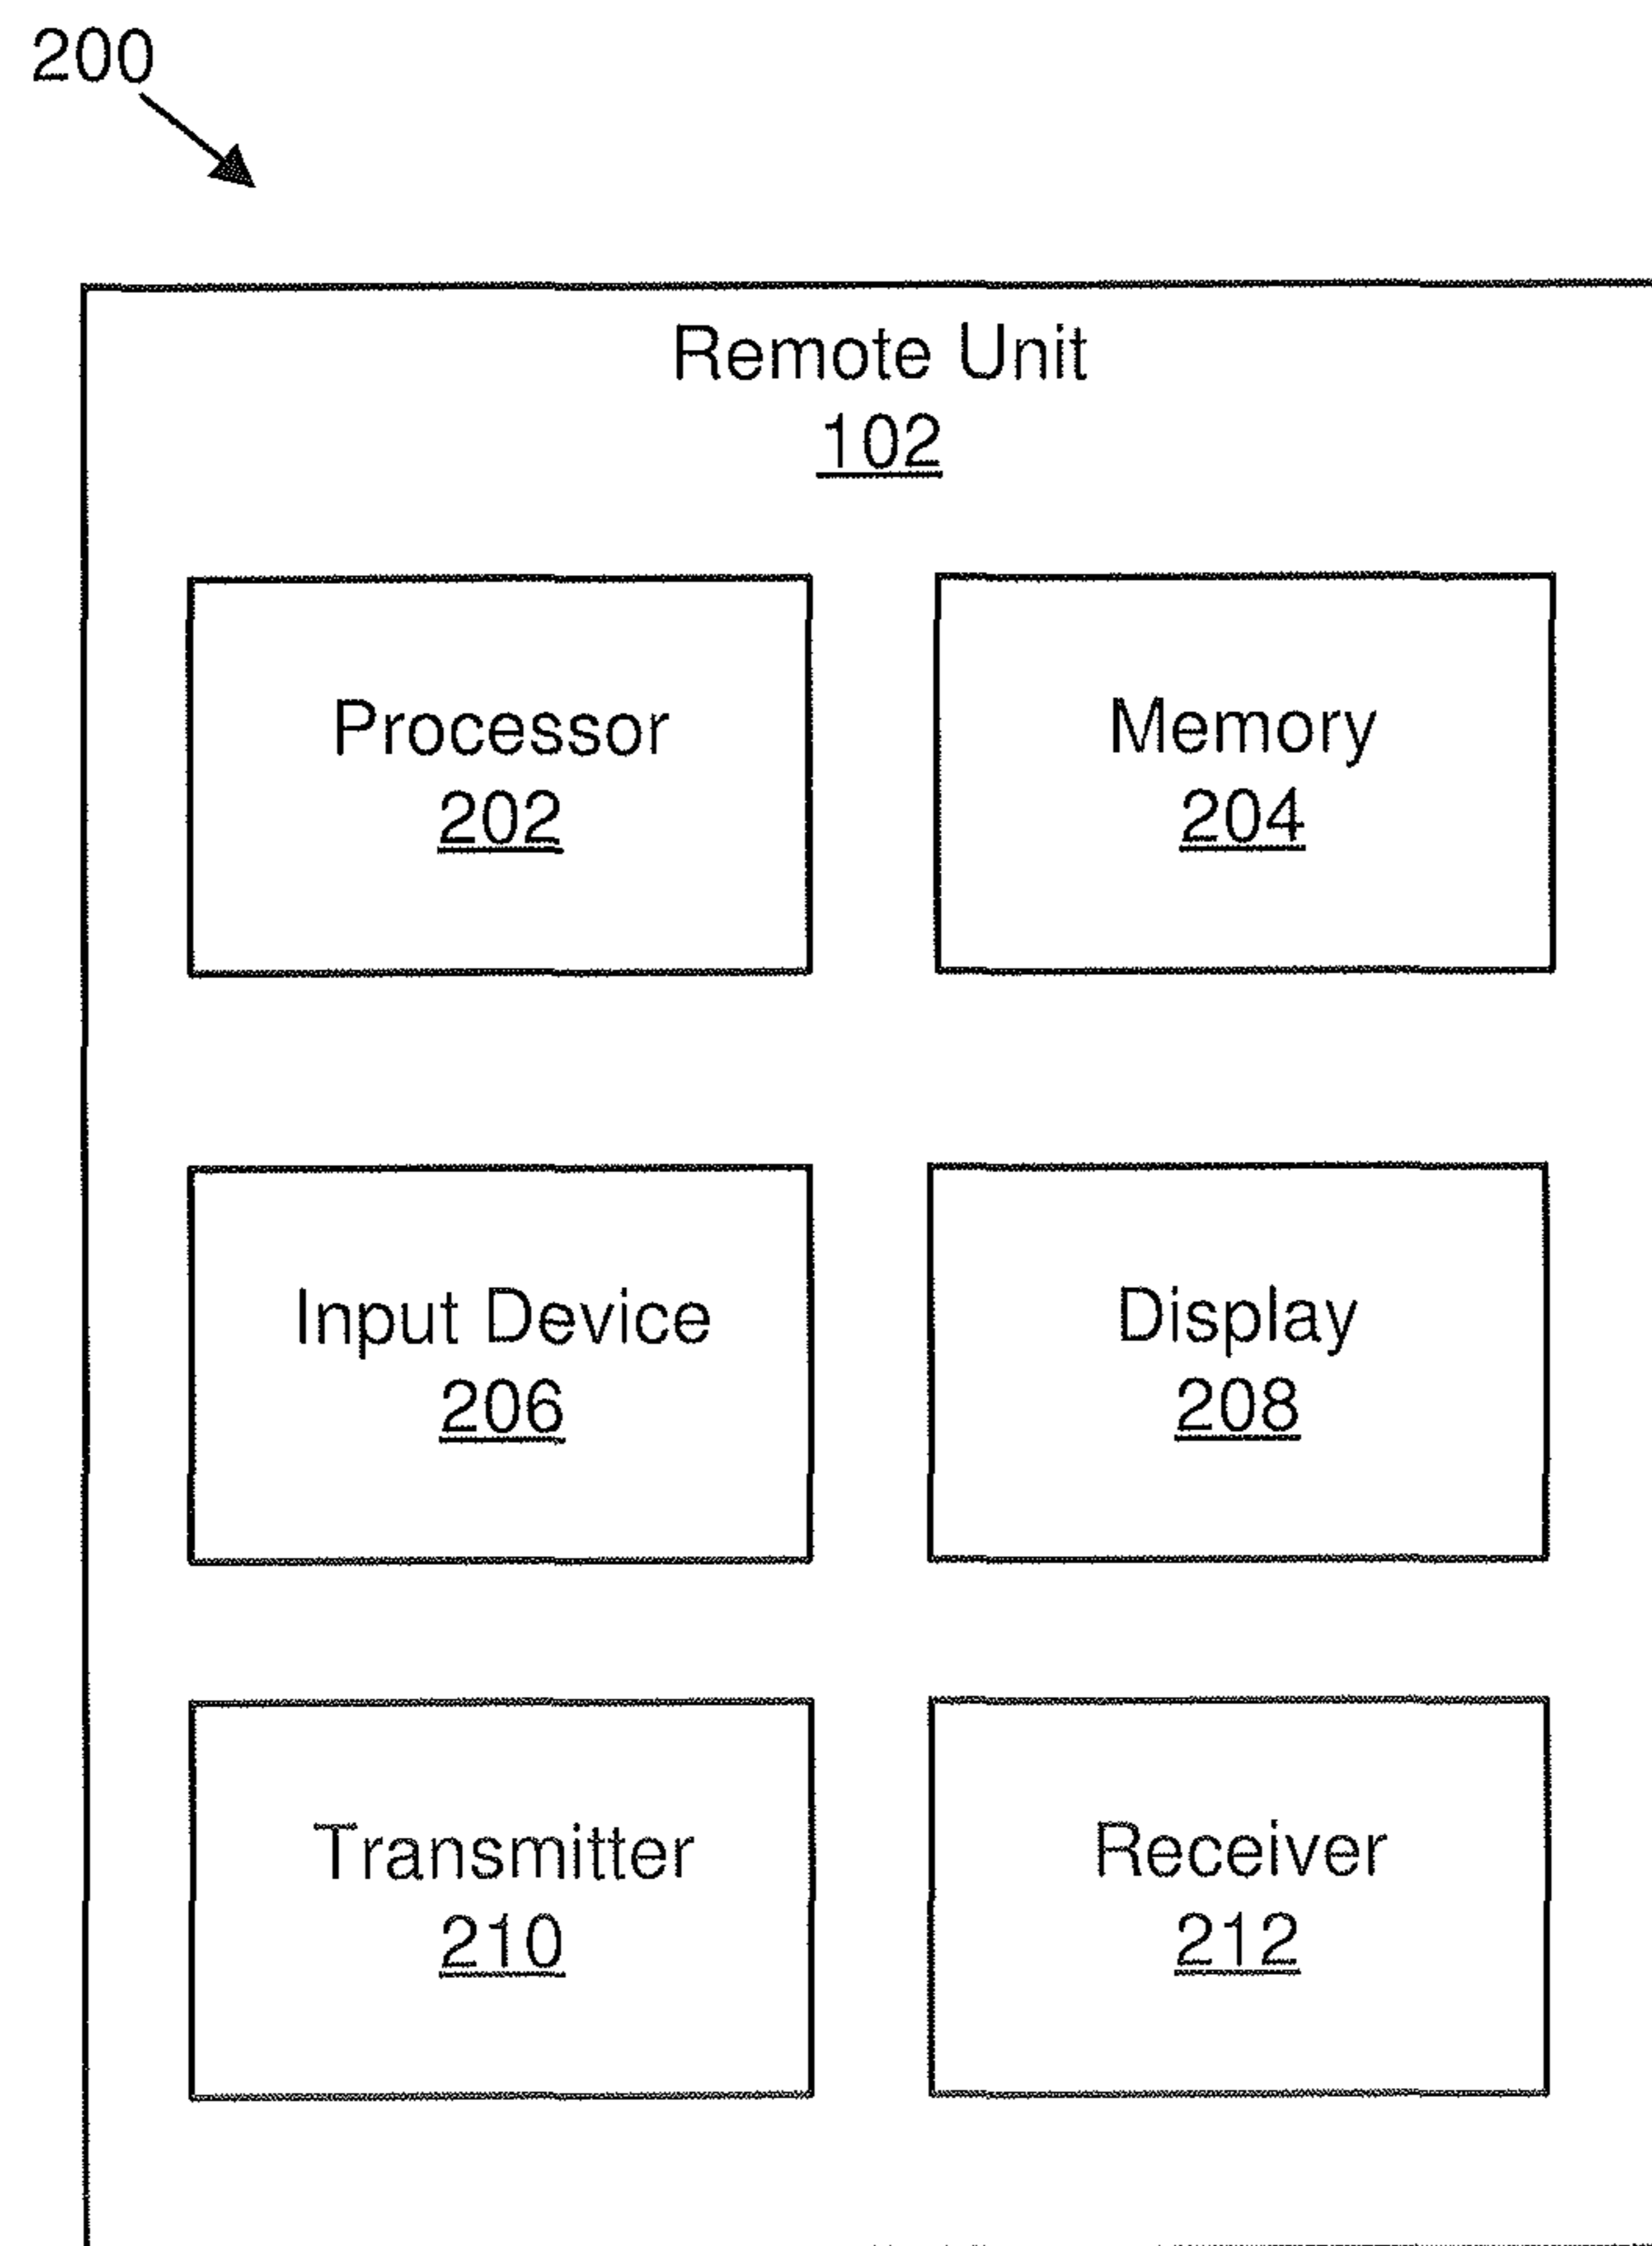 200
Remote Unit
102
Processor
202
Memory
204
Input Device
206
Display
208
Transmitter
210
Receiver
212